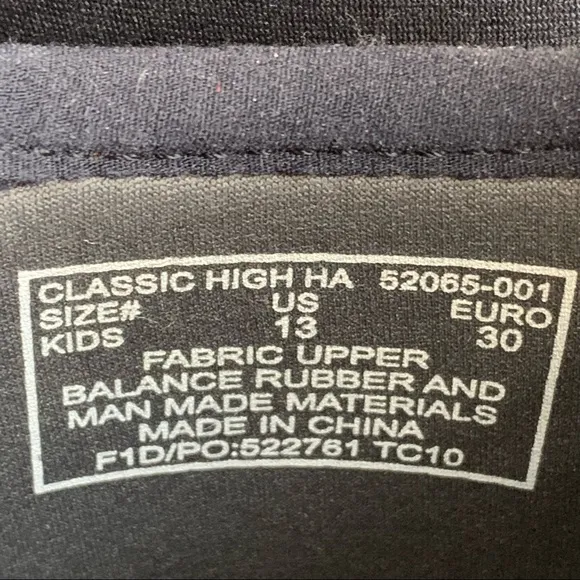 CLASSIC HIGH HA 52065-001
SIZE# US EURO
KIDS 13 30
FABRIC UPPER
BALANCE RUBBER AND
MAN MADE MATERIALS
MADE IN CHINA
F1D/PO:522761 TC10